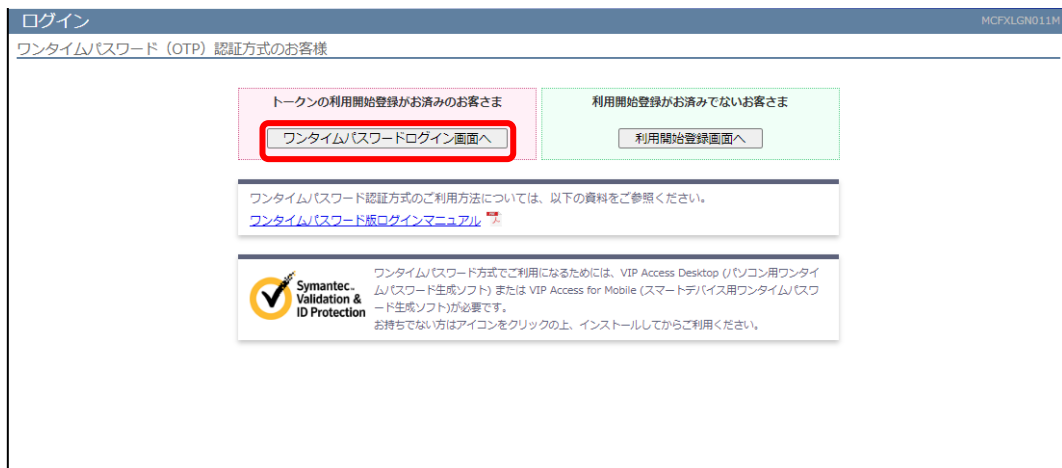 ログイン
MCFXLGN011M
ワンタイムパスワード（OTP）認証方式のお客様
トークンの利用開始登録がお済みのお客さま
利用開始登録がお済みでないお客さま
ワンタイムパスワードログイン画面へ
利用開始登録画面へ
ワンタイムパスワード認証方式のご利用方法については、以下の資料をご参照ください。
ワンタイムパスワード版ログインマニュアル
Symantec™
Validation &
ID Protection
ワンタイムパスワード方式でご利用になるためには、VIP Access Desktop (パソコン用ワンタイ
ムパスワード生成ソフト) または VIP Access for Mobile (スマートデバイス用ワンタイムパスワ
ード生成ソフト)が必要です。
お持ちでない方はアイコンをクリックの上、インストールしてからご利用ください。